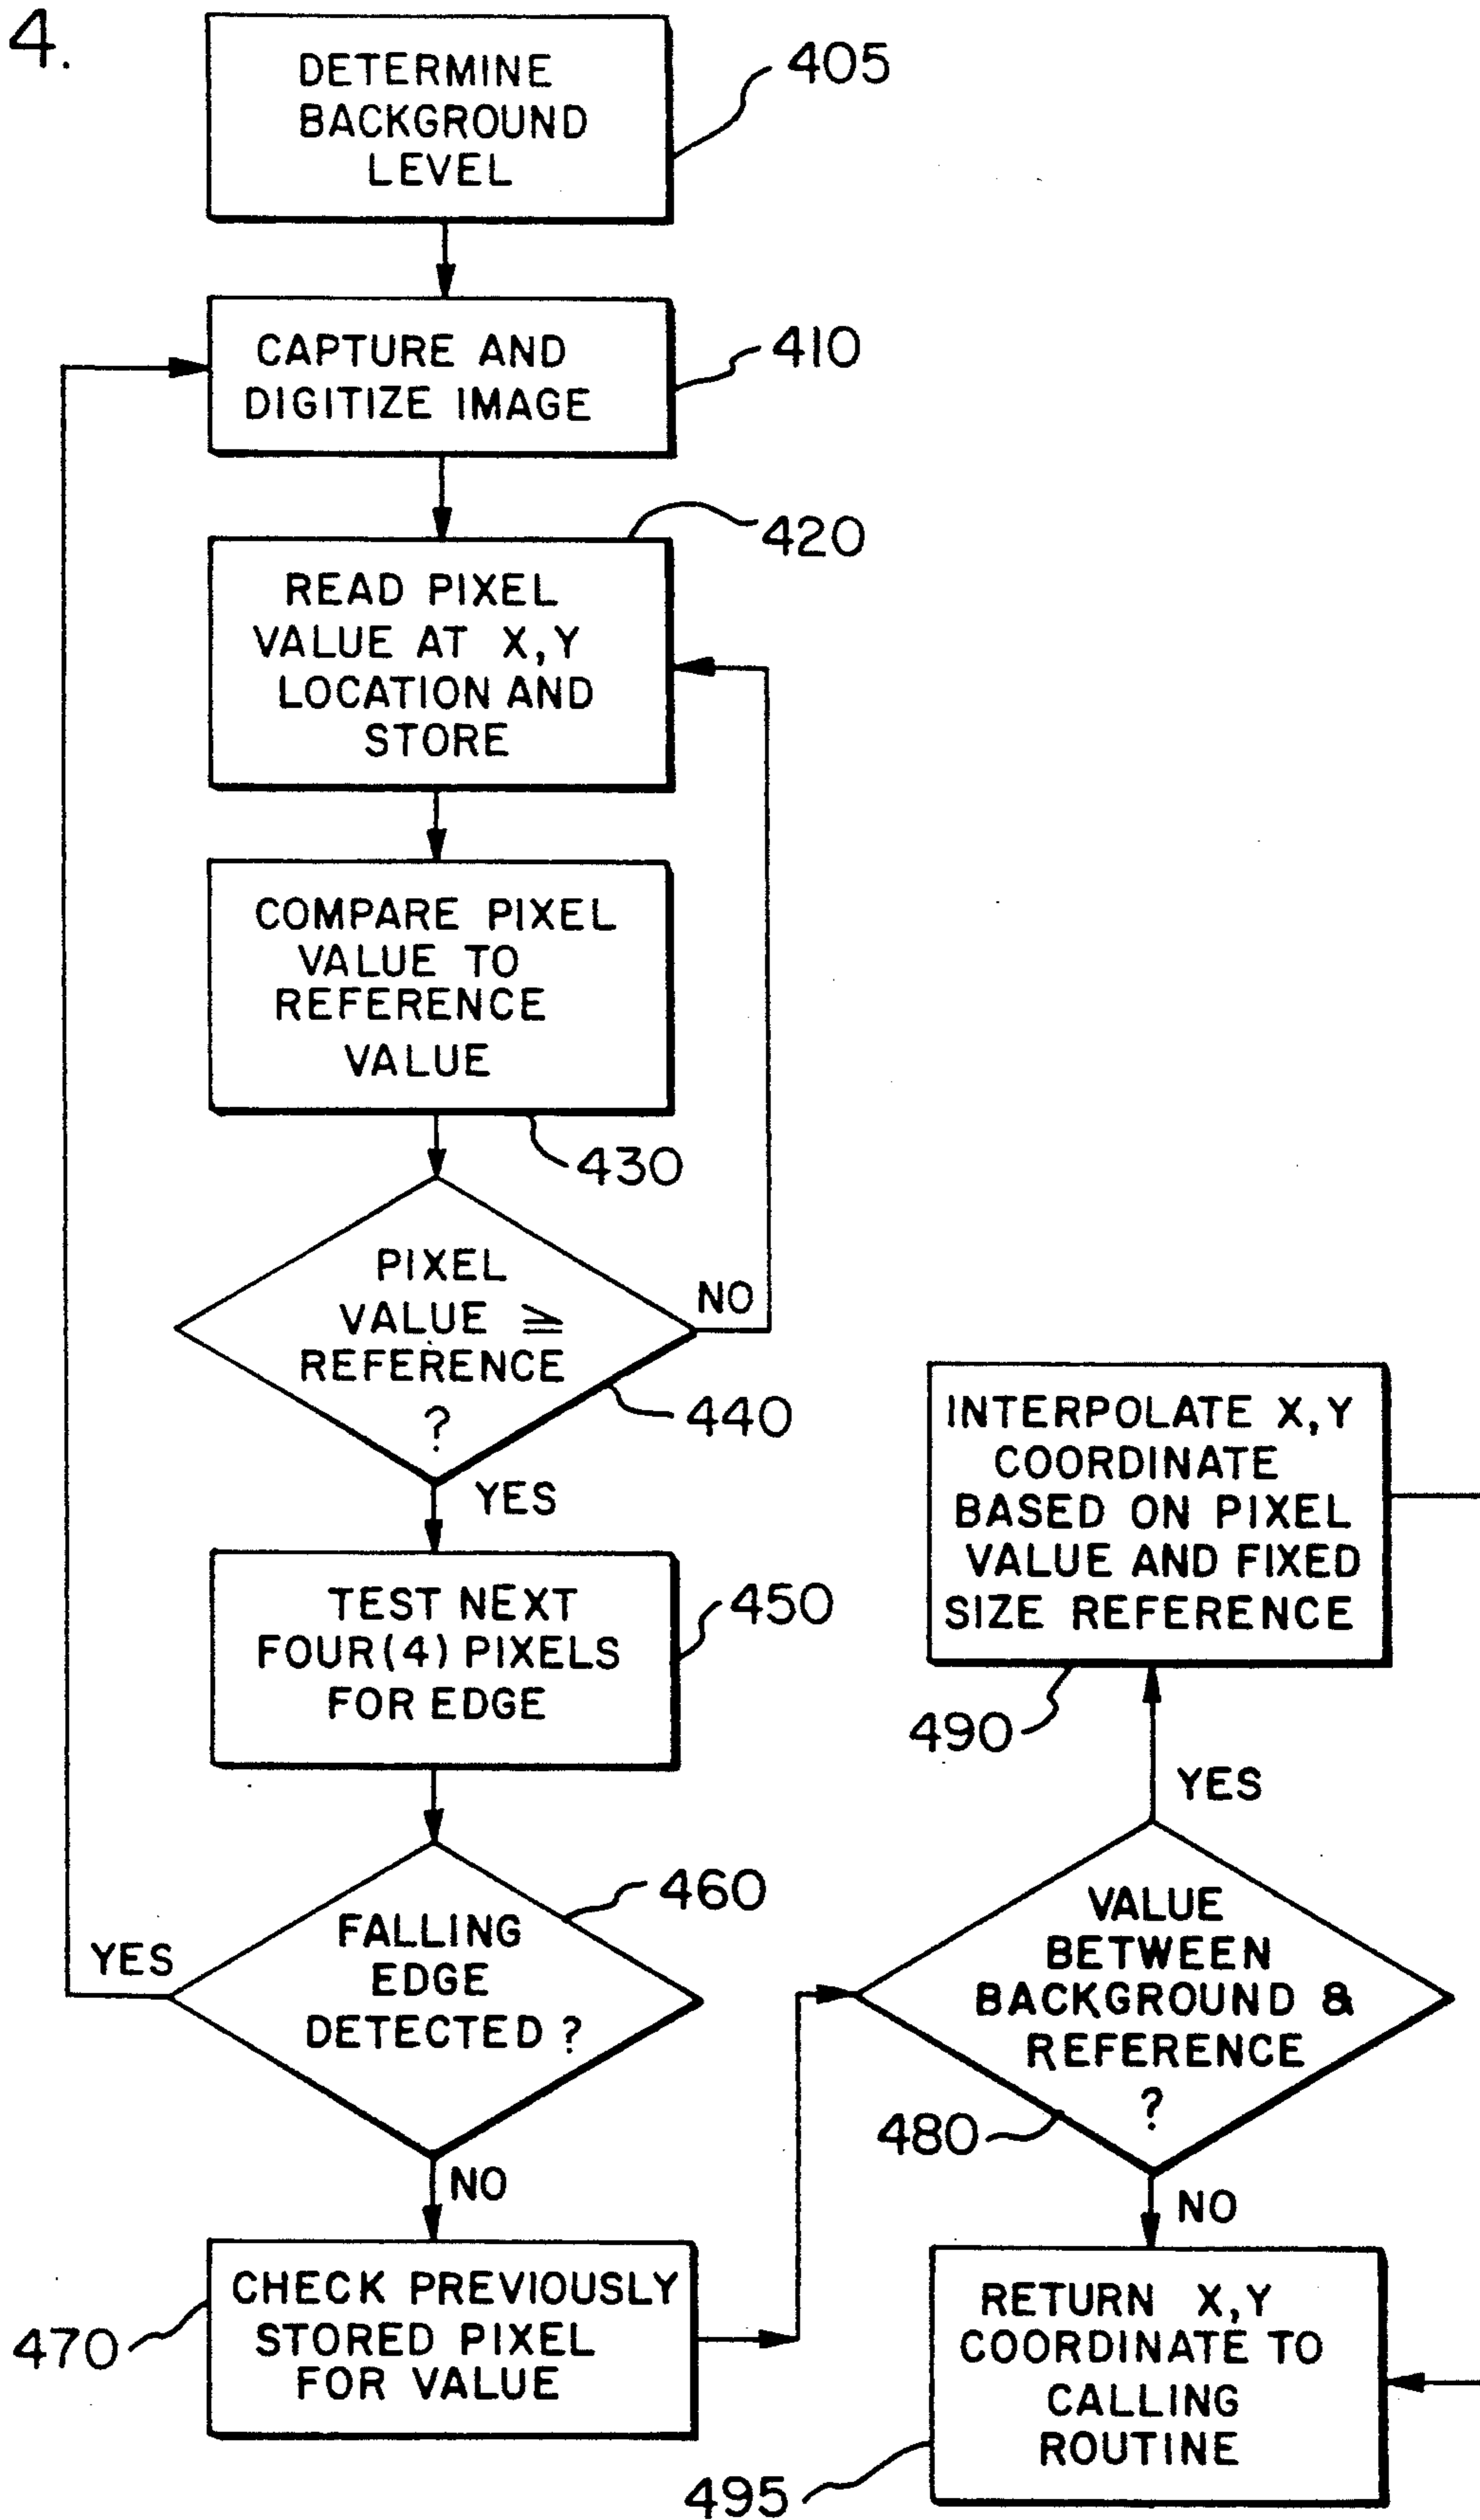 4.
DETERMINE
BACKGROUND
LEVEL
405
CAPTURE AND
DIGITIZE IMAGE
410
420
READ PIXEL
VALUE AT X,Y
LOCATION AND
STORE
COMPARE PIXEL
VALUE TO
REFERENCE
VALUE
430
PIXEL
VALUE ≧
REFERENCE
?
NO
440
YES
TEST NEXT
FOUR(4) PIXELS
FOR EDGE
450
FALLING
EDGE
DETECTED ?
460
YES
NO
CHECK PREVIOUSLY
STORED PIXEL
FOR VALUE
470
INTERPOLATE X,Y
COORDINATE
BASED ON PIXEL
VALUE AND FIXED
SIZE REFERENCE
490
YES
VALUE
BETWEEN
BACKGROUND &
REFERENCE
?
480
NO
RETURN X,Y
COORDINATE TO
CALLING
ROUTINE
495